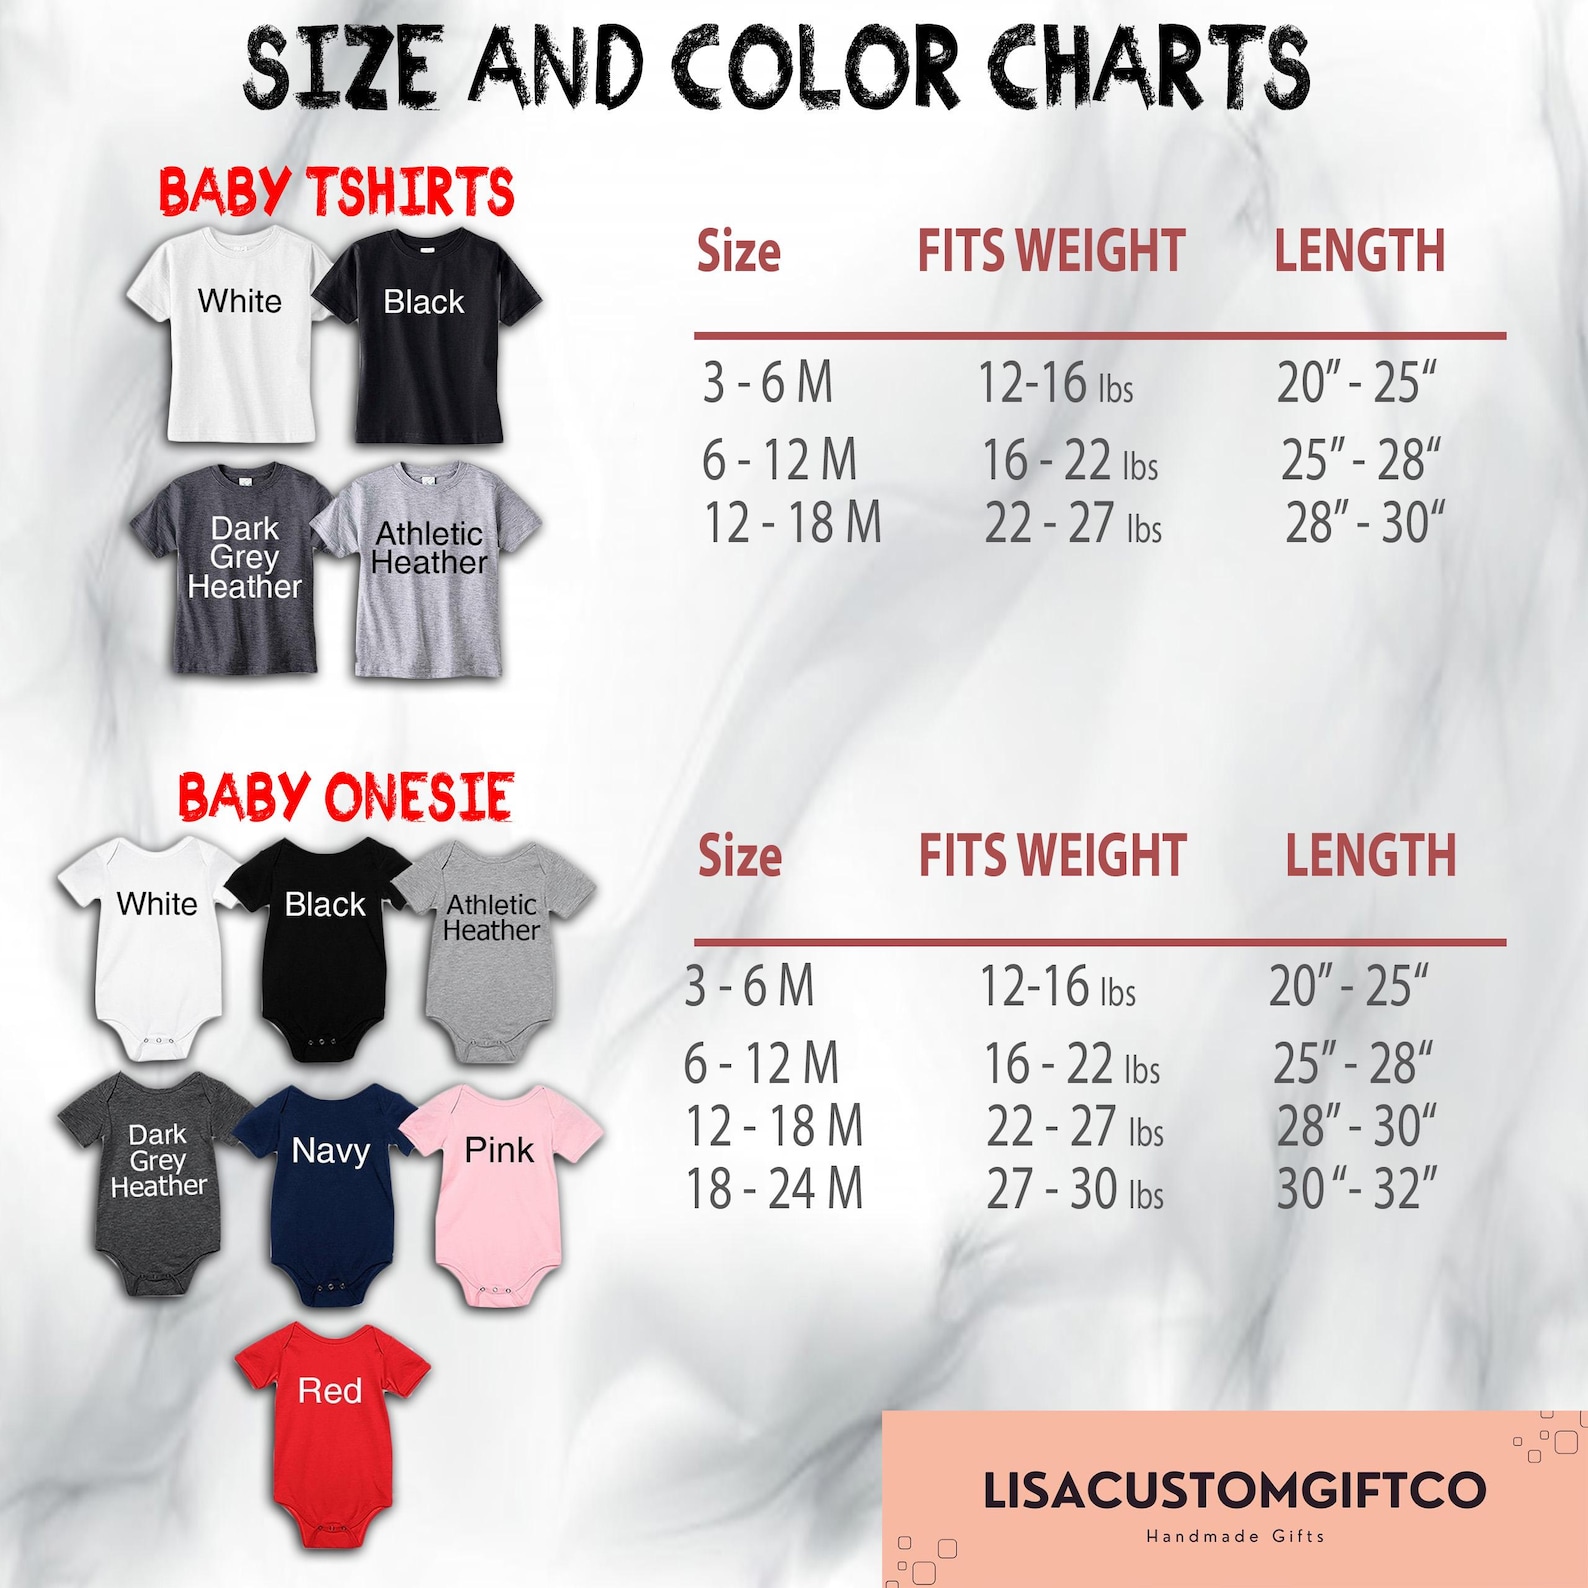 SIZE AND COLOR CHARTS
BABY TSHIRTS
White
Black
Dark
Grey
Heather
Athletic
Heather
Size FITS WEIGHT LENGTH
3 - 6 M 12-16 lbs 20” - 25“
6 - 12 M 16 - 22 lbs 25” - 28“
12 - 18 M 22 - 27 lbs 28” - 30“
BABY ONESIE
White
Black
Athletic
Heather
Dark
Grey
Heather
Navy
Pink
Red
Size FITS WEIGHT LENGTH
3 - 6 M 12-16 lbs 20” - 25“
6 - 12 M 16 - 22 lbs 25” - 28“
12 - 18 M 22 - 27 lbs 28” - 30“
18 - 24 M 27 - 30 lbs 30 “- 32”
LISACUSTOMGIFTCO
Handmade Gifts